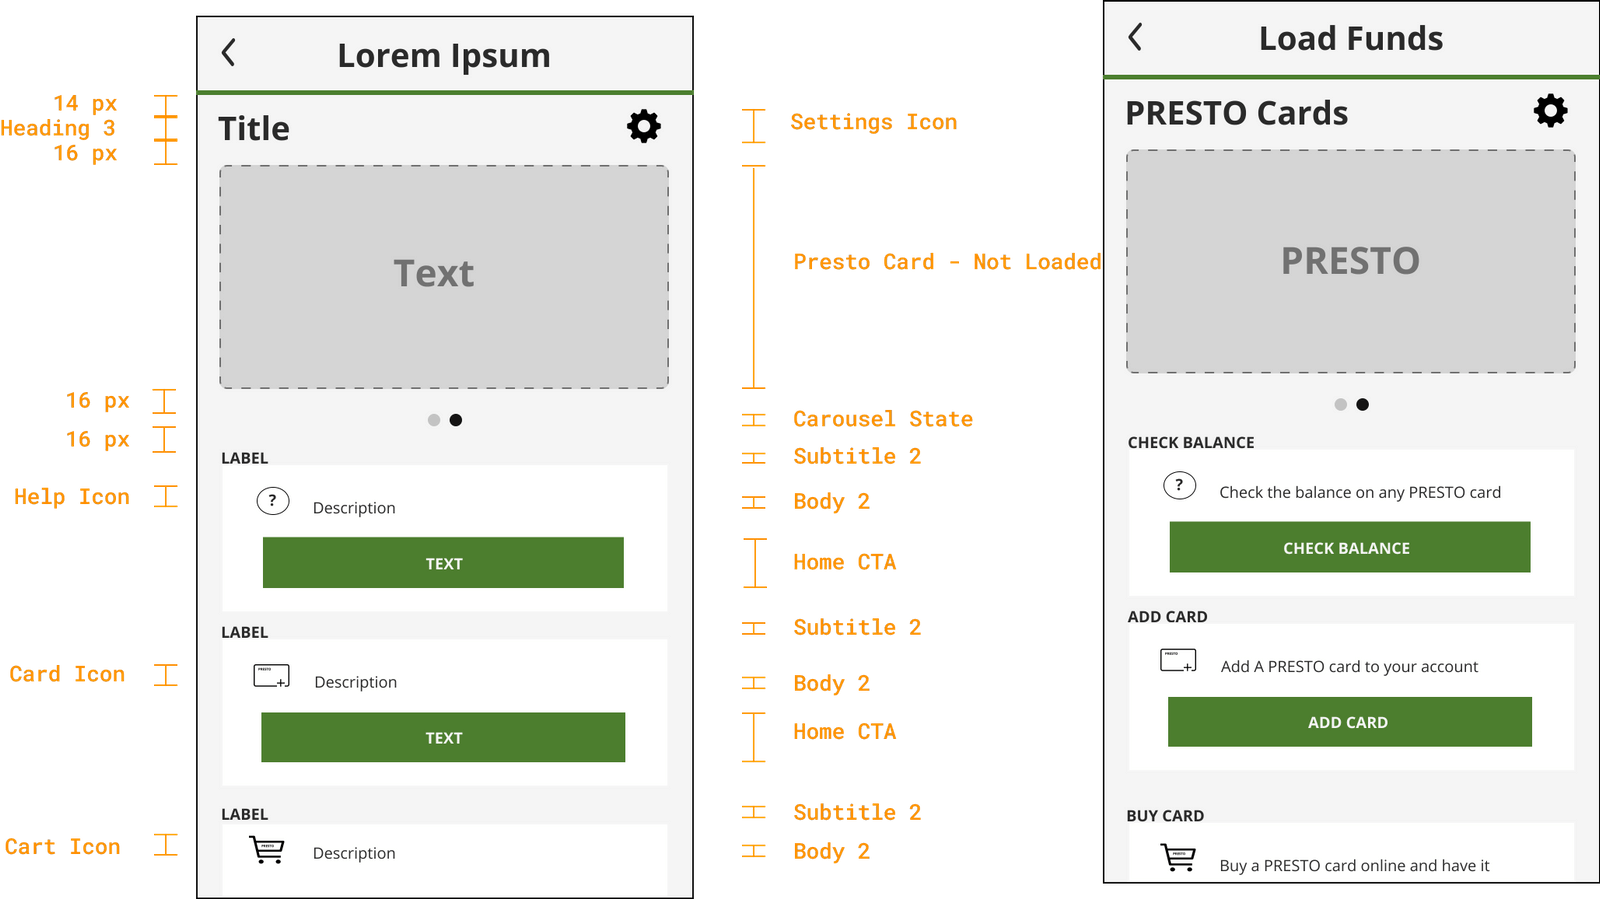 14 px
Heading 3
16 px
16 px
16 px
Help Icon
Card Icon
Cart Icon
Lorem Ipsum
Title
Text
LABEL
?
Description
TEXT
LABEL
PRESTO
Description
TEXT
LABEL
PRESTO
Description
Settings Icon
Presto Card - Not Loaded
Carousel State
Subtitle 2
Body 2
Home CTA
Subtitle 2
Body 2
Home CTA
Subtitle 2
Body 2
Load Funds
PRESTO Cards
PRESTO
CHECK BALANCE
?
Check the balance on any PRESTO card
CHECK BALANCE
ADD CARD
PRESTO
Add A PRESTO card to your account
ADD CARD
BUY CARD
PRESTO
Buy a PRESTO card online and have it